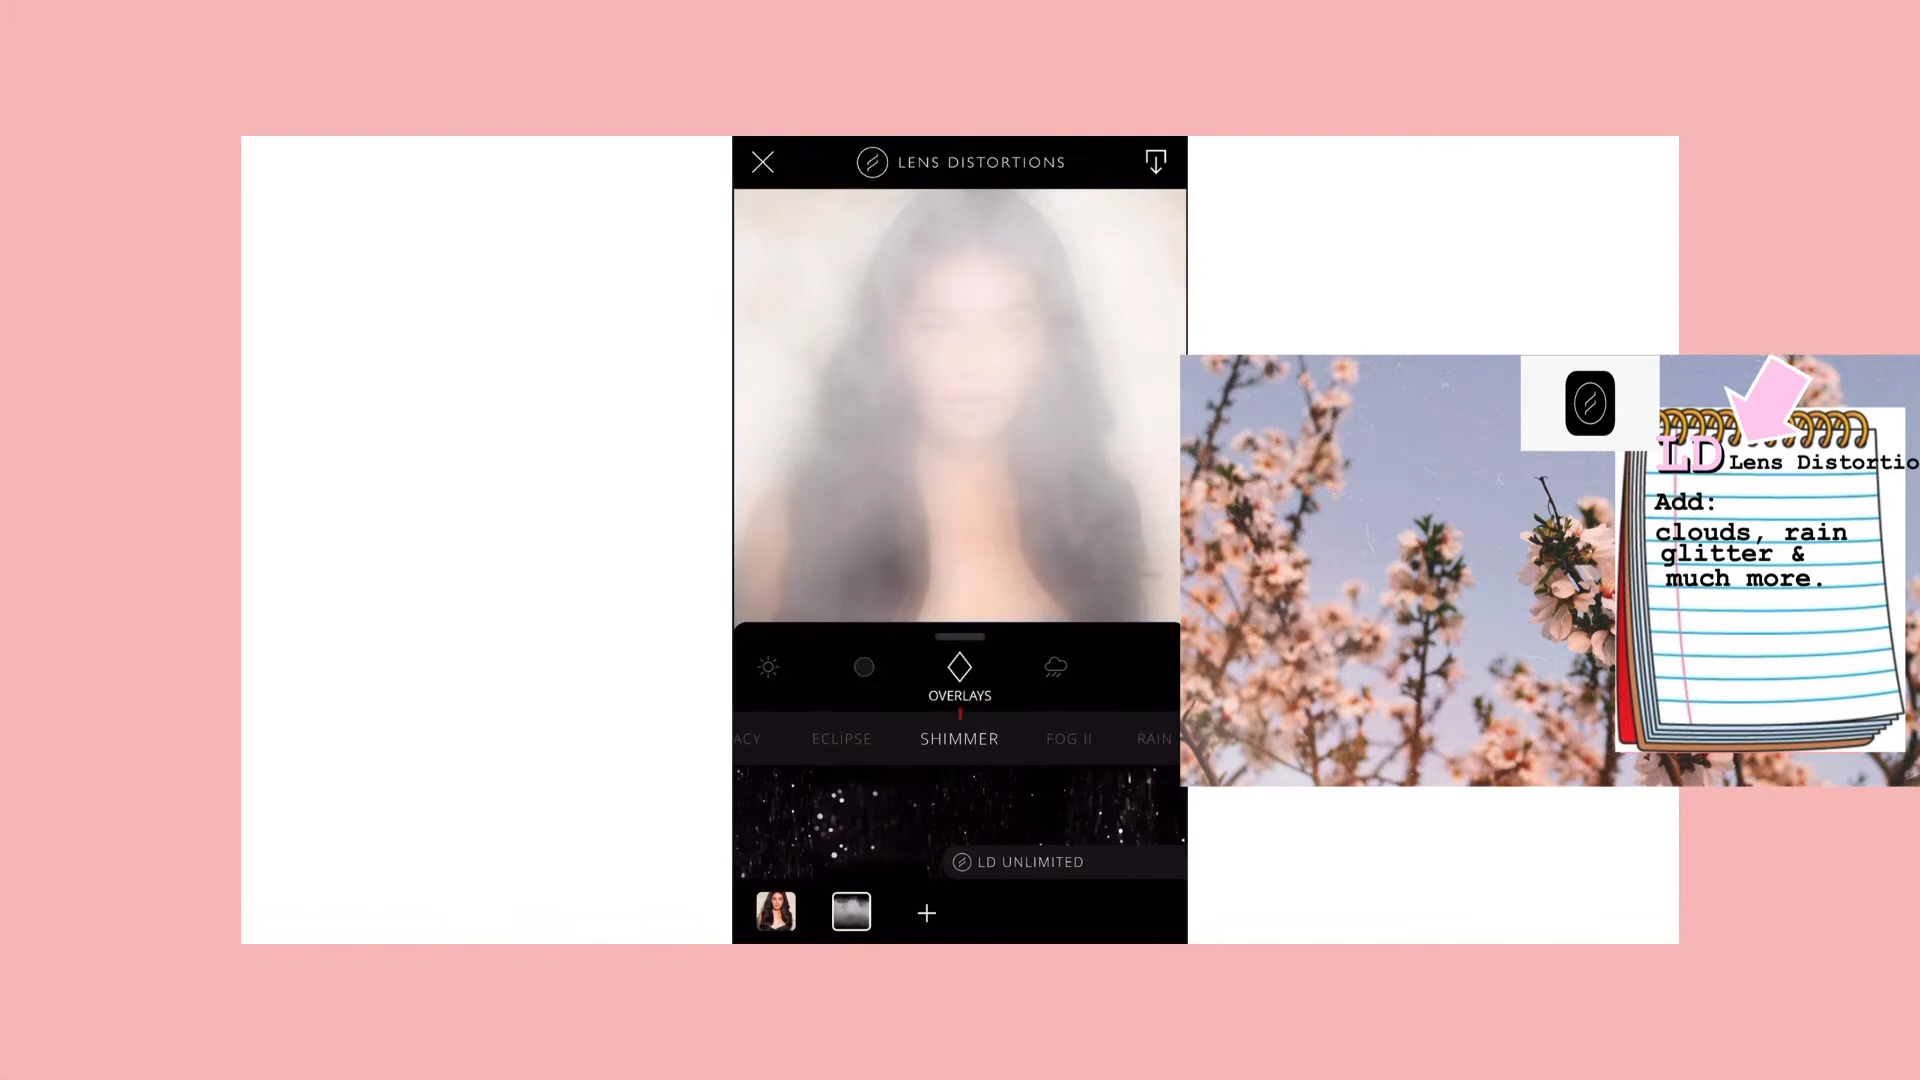 LENS DISTORTIONS
OVERLAYS
ACY ECLIPSE SHIMMER FOG II RAIN
LD UNLIMITED
LD Lens Distortio
Add:
clouds, rain
glitter &
much more.